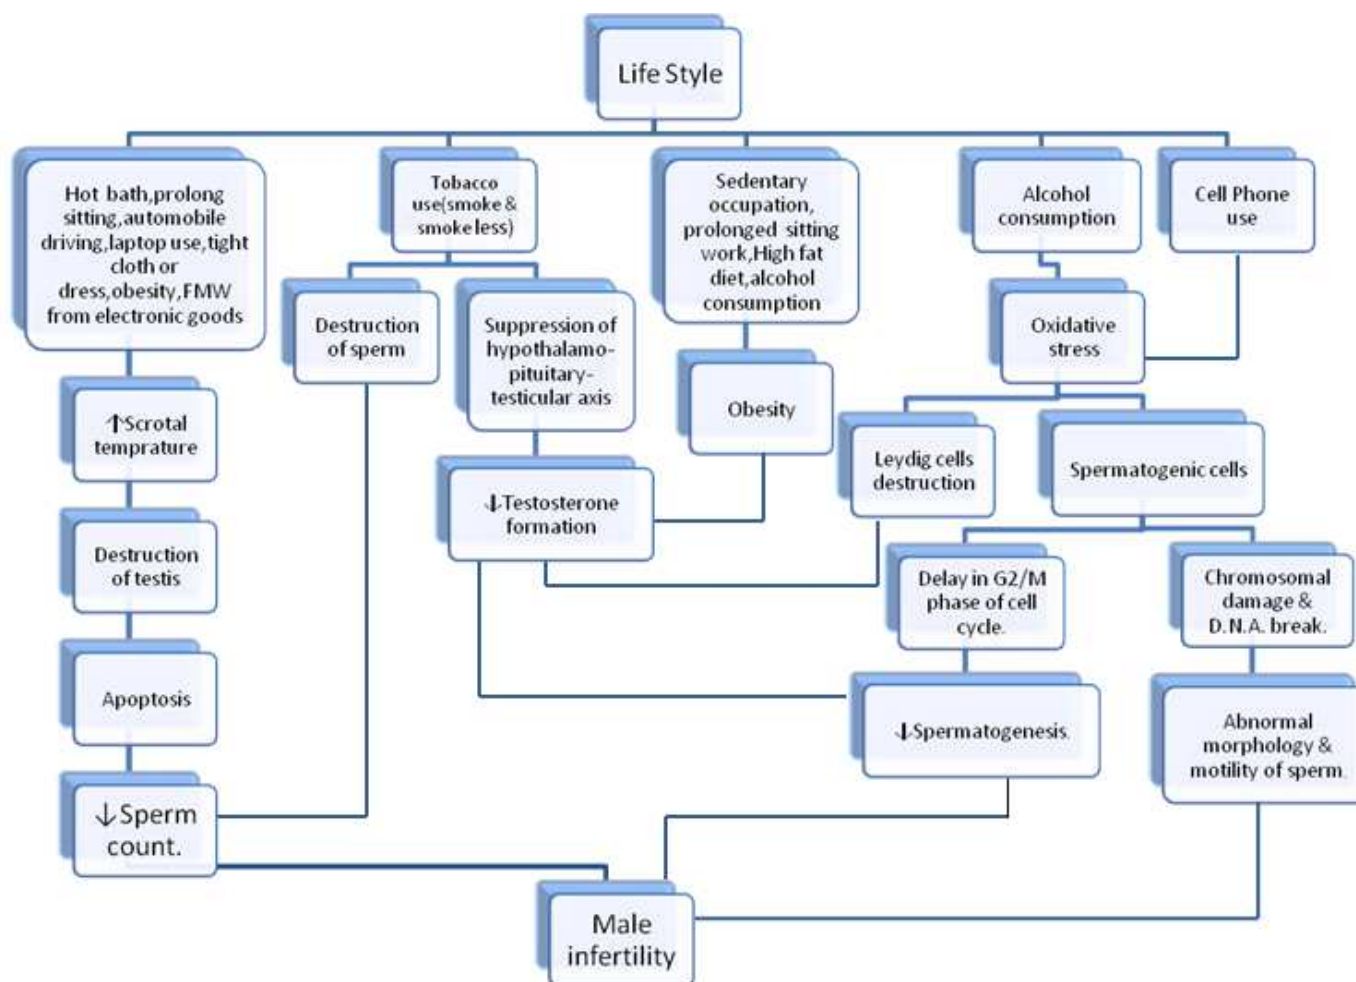 Life Style
Hot bath,prolong
sitting,automobile
driving,laptop use,tight
cloth or
dress,obesity,FMW
from electronic goods
Tobacco
use(smoke &
smoke less)
Sedentary
occupation,
prolonged sitting
work,High fat
diet,alcohol
consumption
Alcohol
consumption
Cell Phone
use
Destruction
of sperm
Suppression of
hypothalamo-
pituitary-
testicular axis
Oxidative
stress
↑Scrotal
temprature
Obesity
Leydig cells
destruction
Spermatogenic cells
↓Testosterone
formation
Destruction
of testis
Delay in G2/M
phase of cell
cycle.
Chromosomal
damage &
D.N.A. break.
Apoptosis
↓Spermatogenesis.
Abnormal
morphology &
motility of sperm.
↓Sperm
count.
Male
infertility